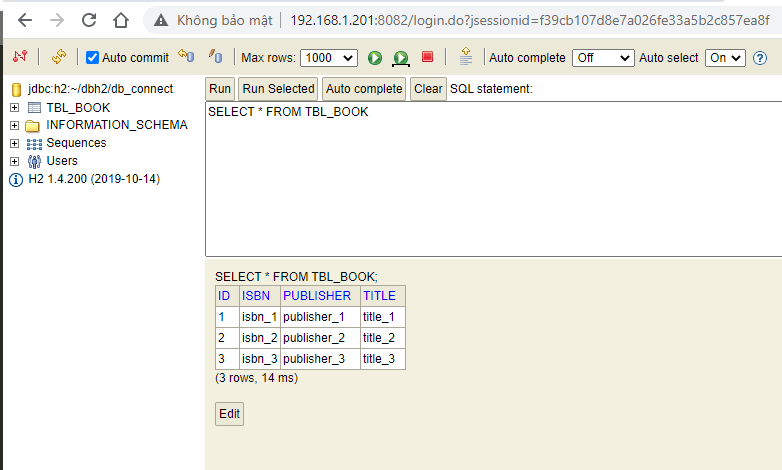 Không bảo mật 192.168.1.201:8082/login.do?jsessionid=f39cb107d8e7a026fe33a5b2c857ea8f
Auto commit Max rows: 1000 Auto complete Off Auto select On
jdbc:h2:~/dbh2/db_connect
TBL_BOOK
INFORMATION_SCHEMA
Sequences
Users
H2 1.4.200 (2019-10-14)
Run Run Selected Auto complete Clear SQL statement:
SELECT * FROM TBL_BOOK
SELECT * FROM TBL_BOOK;
ID ISBN PUBLISHER TITLE
1 isbn_1 publisher_1 title_1
2 isbn_2 publisher_2 title_2
3 isbn_3 publisher_3 title_3
(3 rows, 14 ms)
Edit